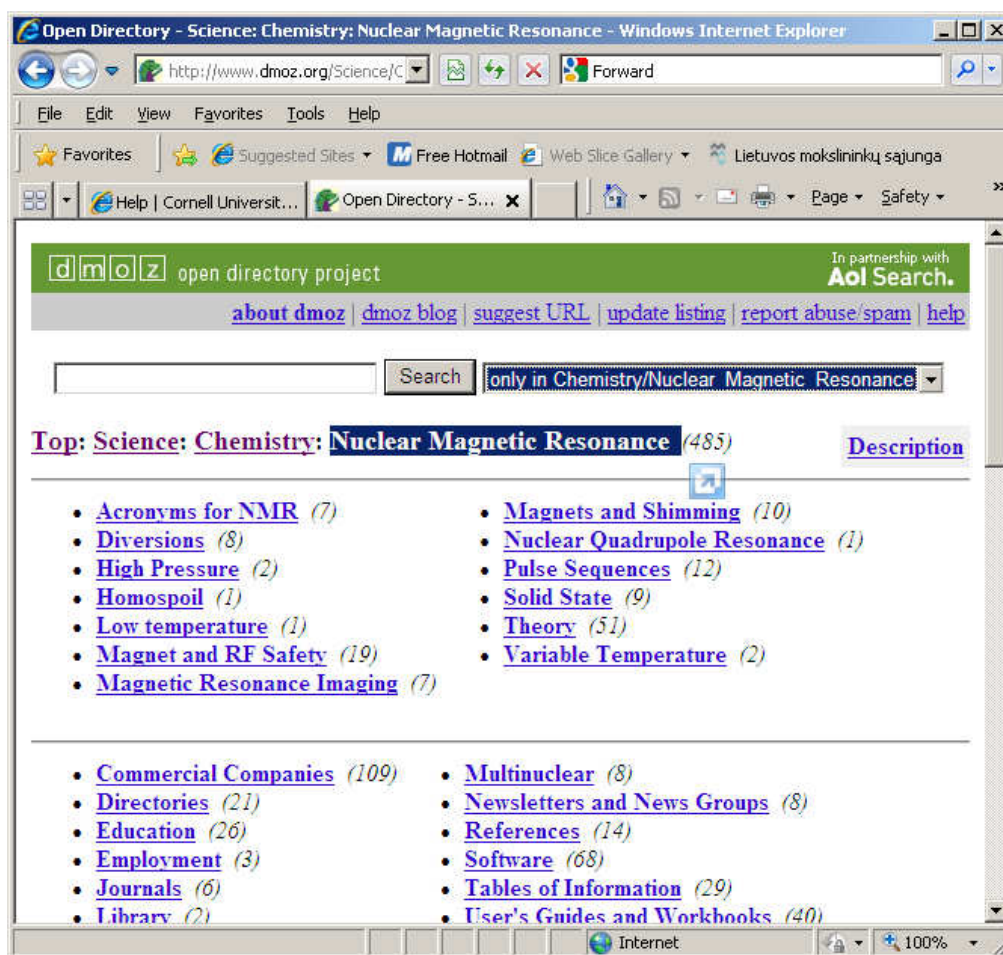 Open Directory - Science: Chemistry: Nuclear Magnetic Resonance - Windows Internet Explorer
http://www.dmoz.org/Science/C
Forward
File Edit View Favorites Tools Help
Favorites Suggested Sites Free Hotmail Web Slice Gallery Lietuvos mokslininkų sąjunga
Help | Cornell Universit... Open Directory - S... Page Safety »
dmoz open directory project In partnership with
Aol Search.
about dmoz | dmoz blog | suggest URL | update listing | report abuse/spam | help
Search only in Chemistry/Nuclear_Magnetic_Resonance
Top: Science: Chemistry: Nuclear Magnetic Resonance (485) Description
Acronyms for NMR (7)
Diversions (8)
High Pressure (2)
Homospoil (1)
Low temperature (1)
Magnet and RF Safety (19)
Magnetic Resonance Imaging (7)
Magnets and Shimming (10)
Nuclear Quadrupole Resonance (1)
Pulse Sequences (12)
Solid State (9)
Theory (51)
Variable Temperature (2)
Commercial Companies (109)
Directories (21)
Education (26)
Employment (3)
Journals (6)
Library (2)
Multinuclear (8)
Newsletters and News Groups (8)
References (14)
Software (68)
Tables of Information (29)
User's Guides and Workbooks (40)
Internet 100%